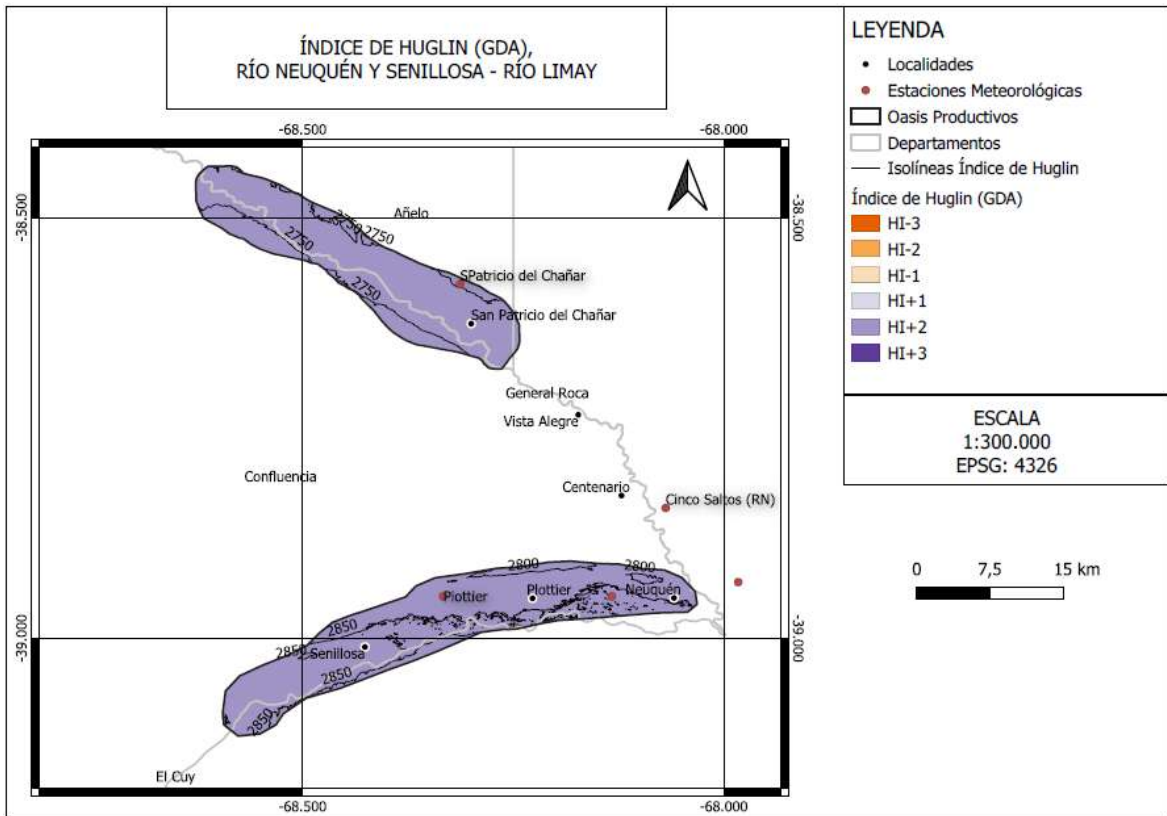 ÍNDICE DE HUGLIN (GDA),
RÍO NEUQUÉN Y SENILLOSA - RÍO LIMAY
-68.500
-68.000
-38.500
-38.500
2750
2750
Añelo
2750
2750
SPatricio del Chañar
San Patricio del Chañar
General Roca
Vista Alegre
Confluencia
Centenario
Cinco Saltos (RN)
2800
2800
Plottier
Plottier
Neuquén
2850
-39.000
-39.000
2850
Senillosa
2850
2850
El Cuy
-68.500
-68.000
LEYENDA
Localidades
Estaciones Meteorológicas
Oasis Productivos
Departamentos
Isolíneas Índice de Huglin
Índice de Huglin (GDA)
HI-3
HI-2
HI-1
HI+1
HI+2
HI+3
ESCALA
1:300.000
EPSG: 4326
0 7,5 15 km